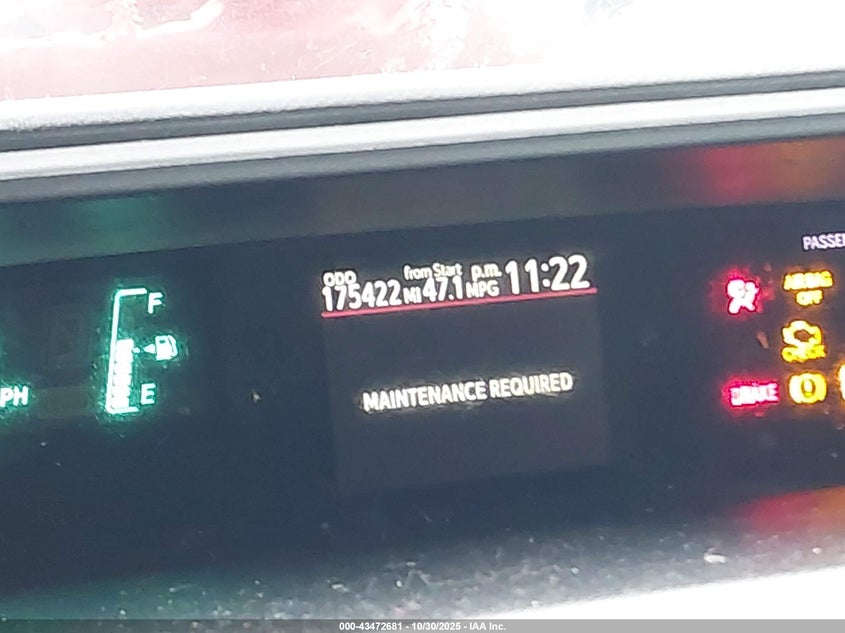 PASSEN
ODO from Start p.m. 11:22
175422 MI 47.1 MPG
F
AIRBAG
OFF
CHECK
MAINTENANCE REQUIRED
PH
E
BRAKE
000-43472681 - 10/30/2025 - IAA Inc.